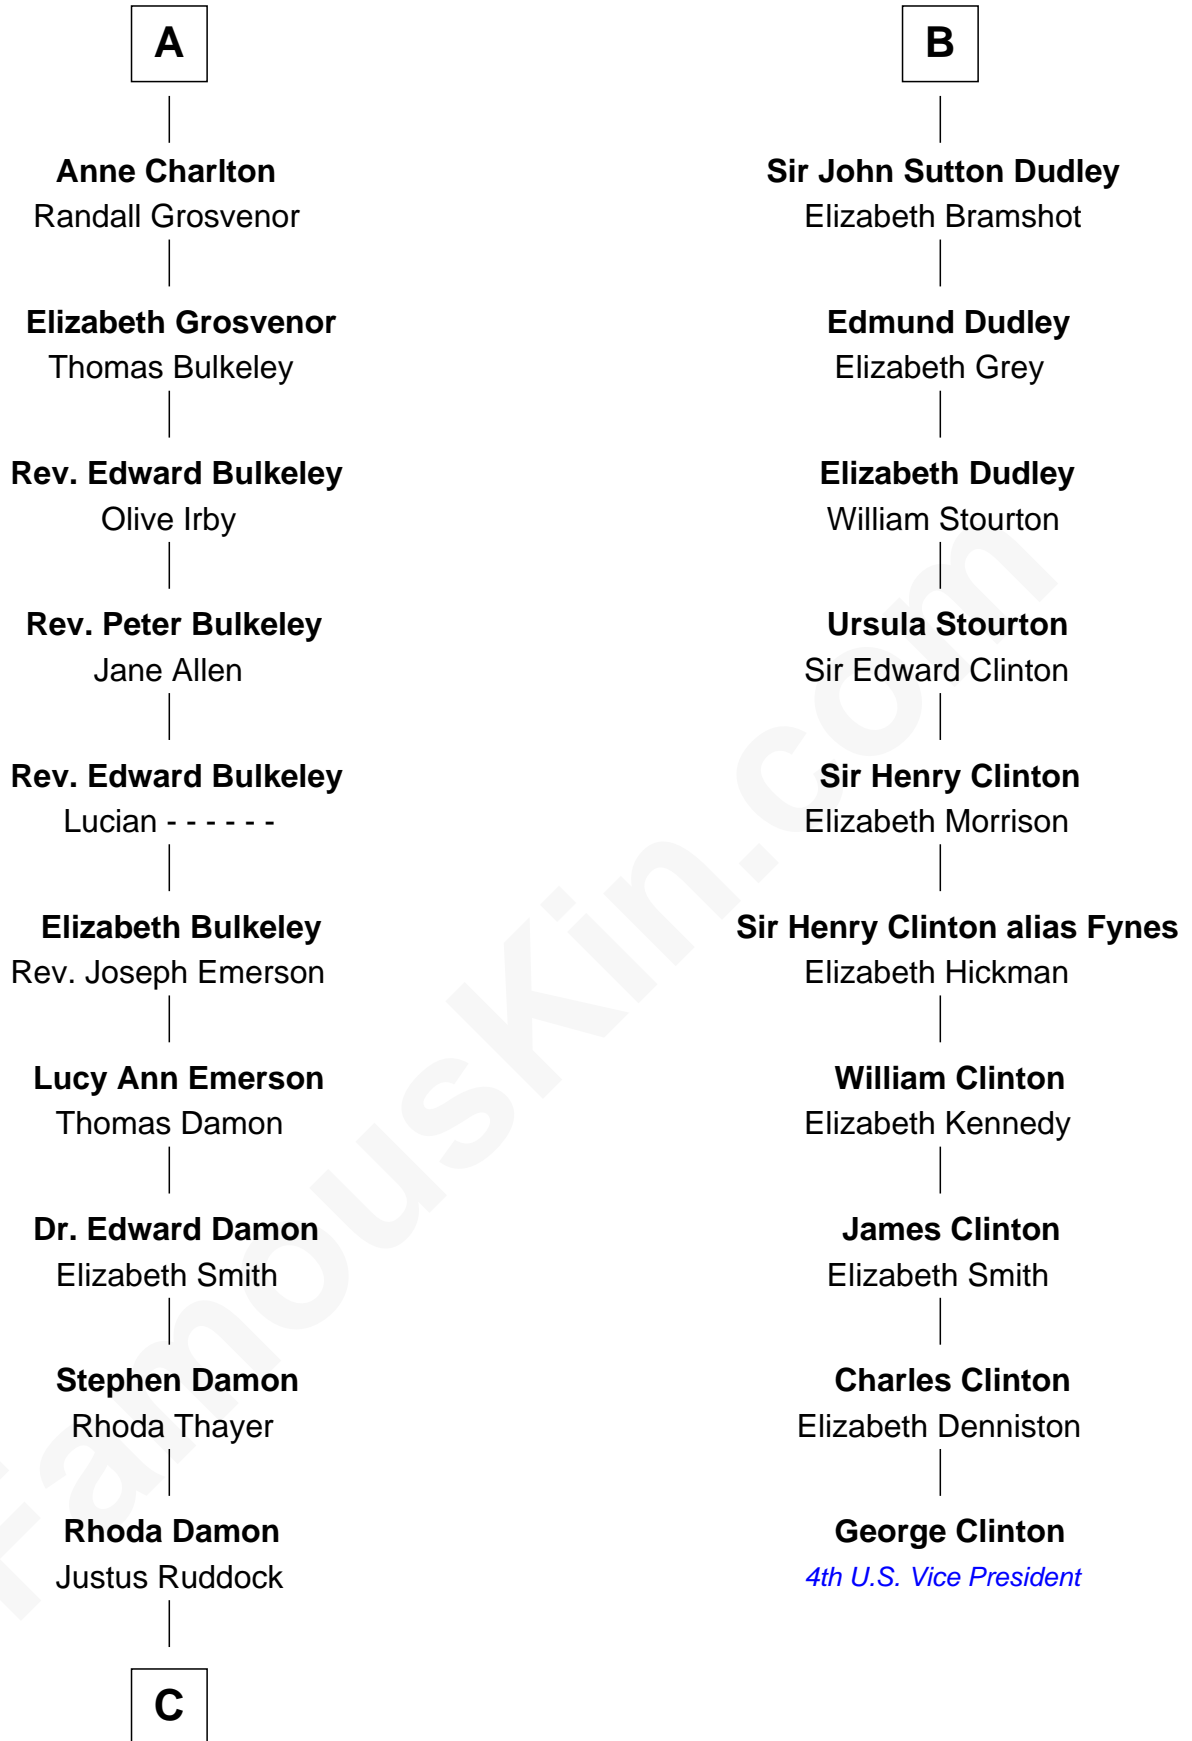 A
Anne Charlton
Randall Grosvenor
Elizabeth Grosvenor
Thomas Bulkeley
Rev. Edward Bulkeley
Olive Irby
Rev. Peter Bulkeley
Jane Allen
Rev. Edward Bulkeley
Lucian - - - - - -
Elizabeth Bulkeley
Rev. Joseph Emerson
Lucy Ann Emerson
Thomas Damon
Dr. Edward Damon
Elizabeth Smith
Stephen Damon
Rhoda Thayer
Rhoda Damon
Justus Ruddock
C
B
Sir John Sutton Dudley
Elizabeth Bramshot
Edmund Dudley
Elizabeth Grey
Elizabeth Dudley
William Stourton
Ursula Stourton
Sir Edward Clinton
Sir Henry Clinton
Elizabeth Morrison
Sir Henry Clinton alias Fynes
Elizabeth Hickman
William Clinton
Elizabeth Kennedy
James Clinton
Elizabeth Smith
Charles Clinton
Elizabeth Denniston
George Clinton
4th U.S. Vice President
FamousKin.com